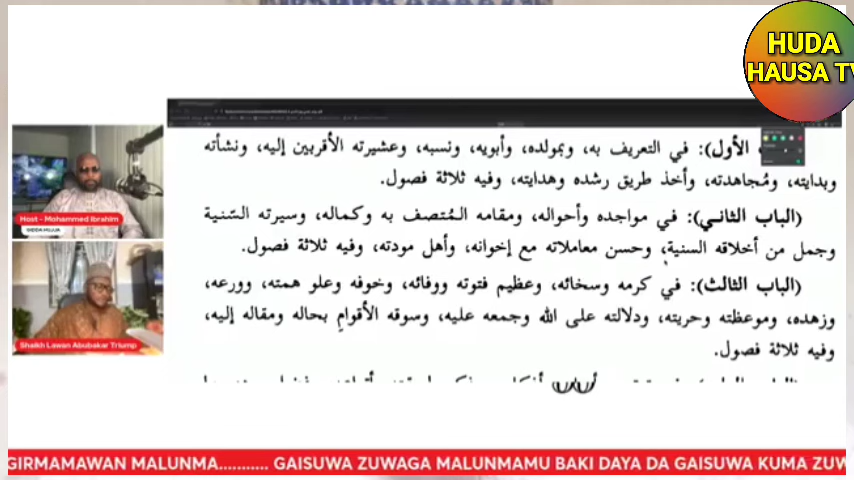 HUDA
HAUSA TV
الأول): في التعريف به، وبمولده، وأبويه، ونسبه، وعشيرته الأقربين إليه، ونشأته
وبدايته، ومُجاهدته، وأخذ طريق رشده وهدايته، وفيه ثلاثة فصول.
(الباب الثاني): في مواجده وأحواله، ومقامه المُتصف به وكماله، وسيرته السّنية
وجمل من أخلاقه السنية، وحسن معاملاته مع إخوانه، وأهل مودته، وفيه ثلاثة فصول.
(الباب الثالث): في كرمه وسخائه، وعظيم فتوته ووفائه، وخوفه وعلو همته، وورعه،
وزهده، وموعظته وحريته، ودلالته على الله وجمعه عليه، وسوقه الأقوامِ بحاله ومقاله إليه،
وفيه ثلاثة فصول.
Host - Mohammed Ibrahim
GIDDA MUJJA
Shaikh Lawan Abubakar Triump
GIRMAMAWAN MALUNMA........... GAISUWA ZUWAGA MALUNMAMU BAKI DAYA DA GAISUWA KUMA ZUW